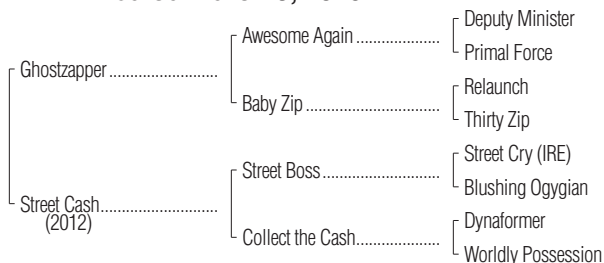 Deputy Minister
Awesome Again ....................
Primal Force
Ghostzapper ..........................
Relaunch
Baby Zip ................................
Thirty Zip
Street Cry (IRE)
Street Boss ............................
Blushing Ogygian
Street Cash............................
(2012)
Dynaformer
Collect the Cash....................
Worldly Possession